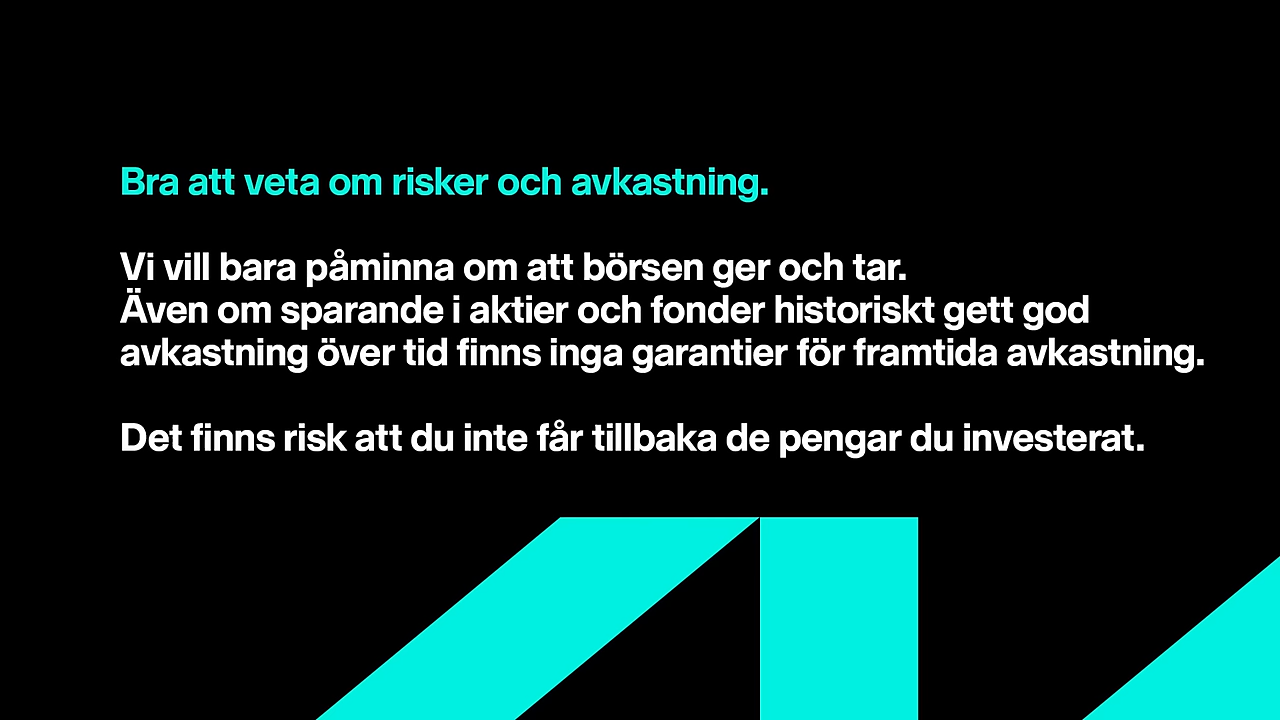 Bra att veta om risker och avkastning.
Vi vill bara påminna om att börsen ger och tar.
Även om sparande i aktier och fonder historiskt gett god
avkastning över tid finns inga garantier för framtida avkastning.
Det finns risk att du inte får tillbaka de pengar du investerat.